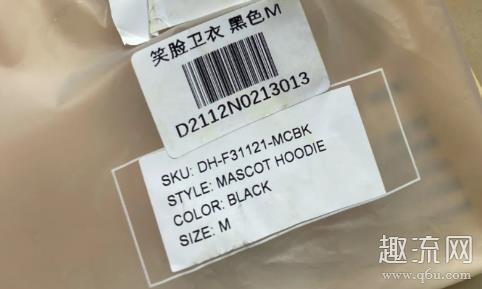 笑脸卫衣 黑色M
D2112N0213013
SKU: DH-F31121-MCBK
STYLE: MASCOT HOODIE
COLOR: BLACK
SIZE: M
趣流网
www.q6u.com